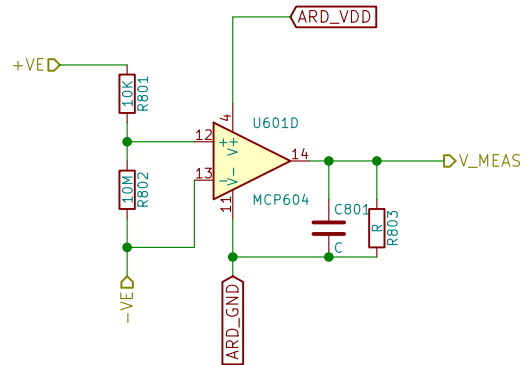 ARD_VDD
+VE
10K
R801
4
U601D
12
+
V+
14
V_MEAS
13
-
V-
11
MCP604
10M
R802
C801
C
R
R803
-VE
ARD_GND